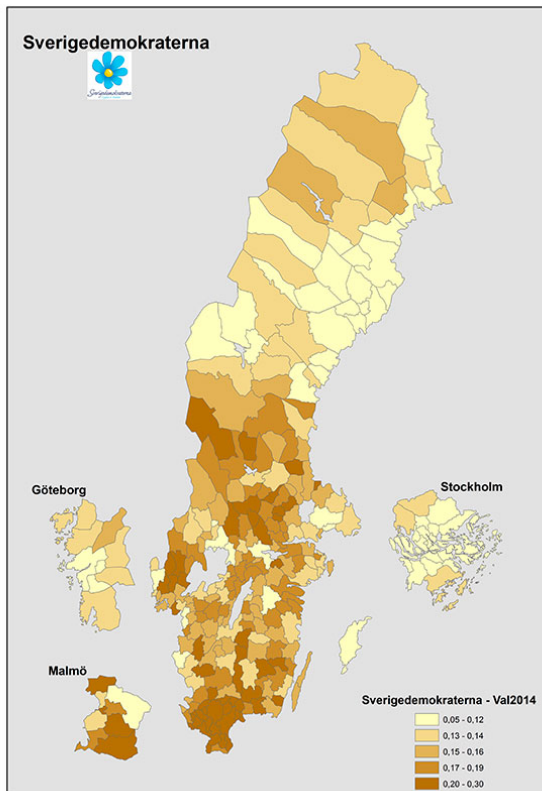 Sverigedemokraterna
Sverigedemokraterna
Göteborg
Stockholm
Malmö
Sverigedemokraterna - Val2014
0,05 - 0,12
0,13 - 0,14
0,15 - 0,16
0,17 - 0,19
0,20 - 0,30